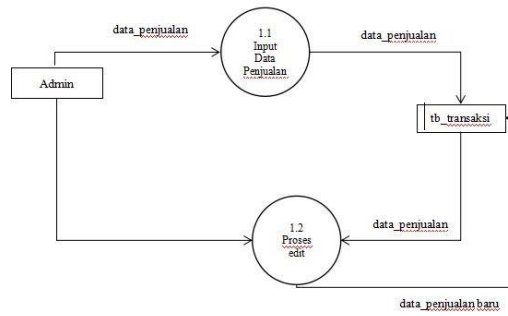 data_penjualan
1.1
Input
Data
Penjualan
data_penjualan
Admin
tb_transaksi
1.2
Proses
edit
data_penjualan
data_penjualan baru